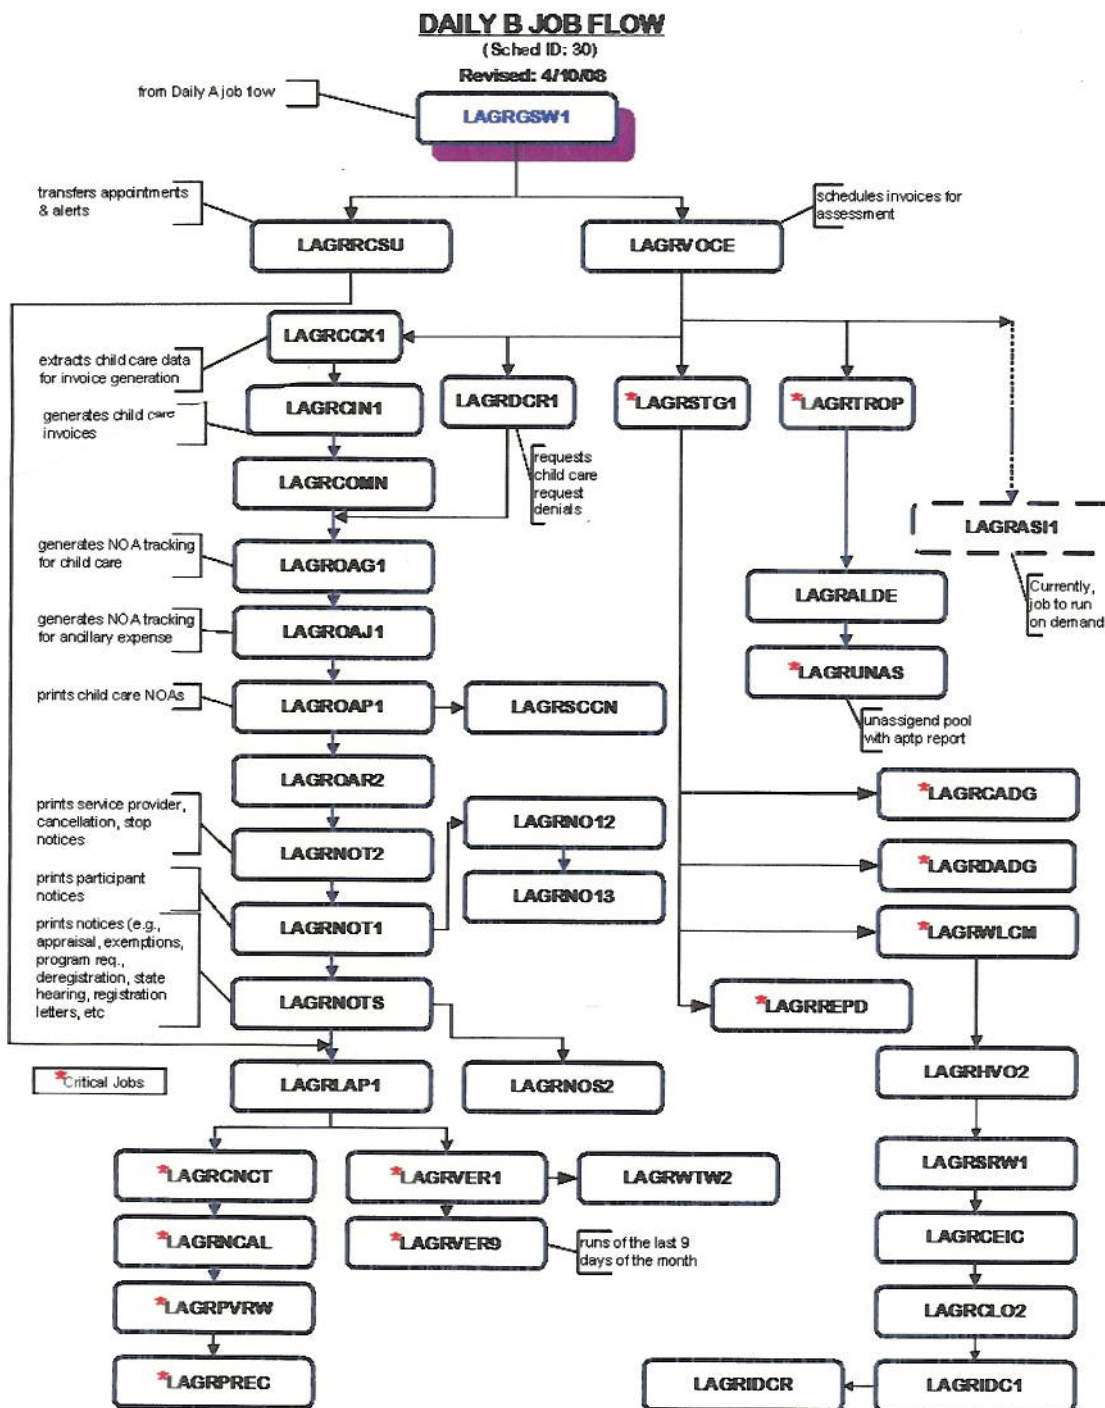 DAILY B JOB FLOW
(Sched ID: 30)
Revised: 4/10/08
from Daily A job flow
LAGRGSW1
transfers appointments
& alerts
schedules invoices for
assessment
LAGRRCSU
LAGRVOCE
LAGRCCX1
extracts child care data
for invoice generation
LAGRCIN1
LAGRDCR1
*LAGRSTG1
*LAGRTROP
generates child care
invoices
requests
child care
request
denials
LAGRCOMN
LAGRASI1
Currently,
job to run
on demand
generates NOA tracking
for child care
LAGROAG1
LAGRALDE
generates NOA tracking
for ancillary expense
LAGROAJ1
*LAGRUNAS
unassigend pool
with aptp report
prints child care NOAs
LAGROAP1
LAGRSCCN
LAGROAR2
*LAGRCADG
prints service provider,
cancellation, stop
notices
LAGRNO12
LAGRNOT2
*LAGRDADG
prints participant
notices
LAGRNO13
LAGRNOT1
*LAGRWLCM
prints notices (e.g.,
appraisal, exemptions,
program req.,
deregistration, state
hearing, registration
letters, etc
LAGRNOTS
*LAGRREPD
*Critical Jobs
LAGRLAP1
LAGRNOS2
LAGRHVO2
*LAGRCNCT
*LAGRVER1
LAGRWTW2
LAGRSRW1
*LAGRNCAL
*LAGRVER9
runs of the last 9
days of the month
LAGRCEIC
*LAGRPVRW
LAGRCLO2
*LAGRPREC
LAGRIDCR
LAGRIDC1